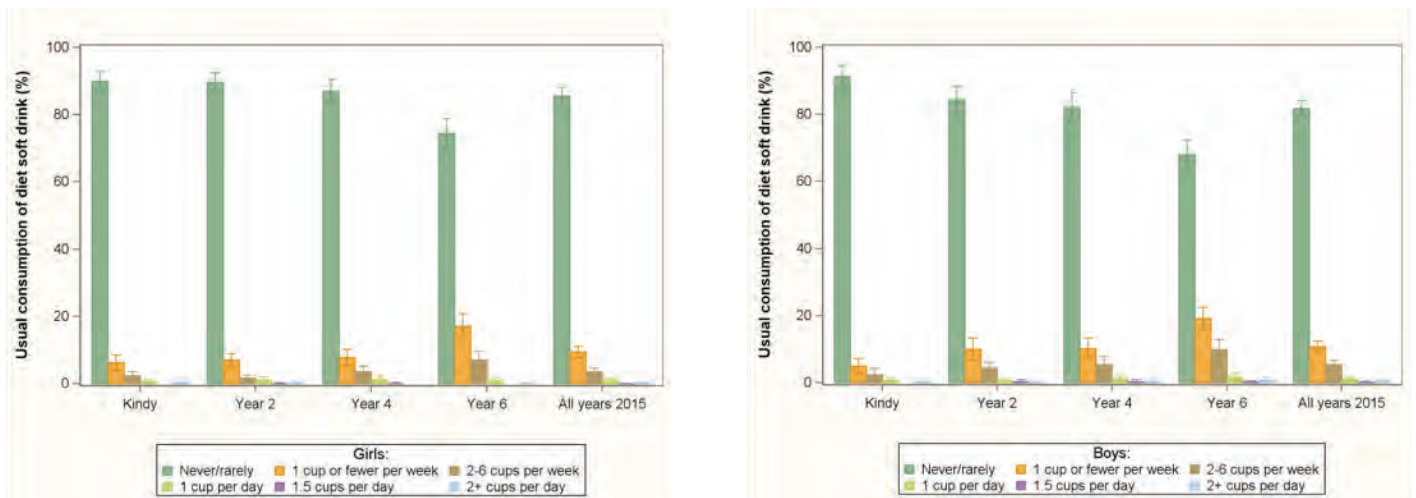 Usual consumption of diet soft drink (%)
100
80
60
40
20
0
Kindy
Year 2
Year 4
Year 6
All years 2015
Girls:
Never/rarely
1 cup or fewer per week
2-6 cups per week
1 cup per day
1.5 cups per day
2+ cups per day
Usual consumption of diet soft drink (%)
100
80
60
40
20
0
Kindy
Year 2
Year 4
Year 6
All years 2015
Boys:
Never/rarely
1 cup or fewer per week
2-6 cups per week
1 cup per day
1.5 cups per day
2+ cups per day